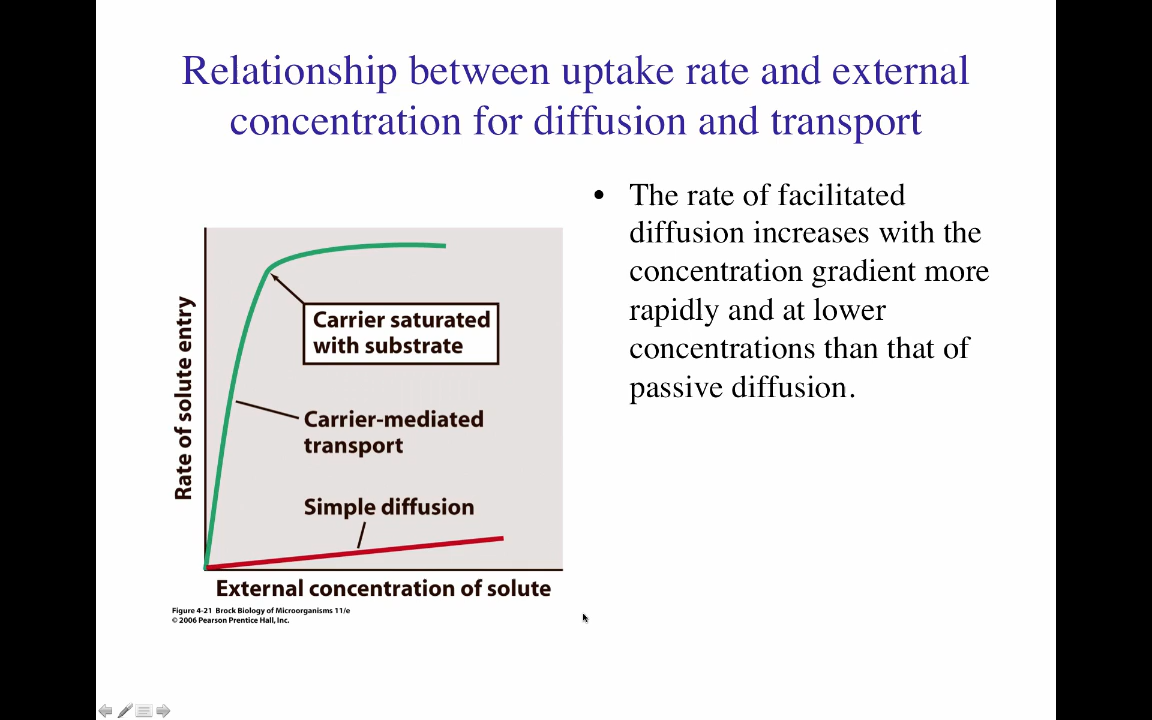 Relationship between uptake rate and external
concentration for diffusion and transport
• The rate of facilitated
diffusion increases with the
concentration gradient more
rapidly and at lower
concentrations than that of
passive diffusion.
Rate of solute entry
Carrier saturated
with substrate
Carrier-mediated
transport
Simple diffusion
External concentration of solute
Figure 4-21 Brock Biology of Microorganisms 11/e
© 2006 Pearson Prentice Hall, Inc.